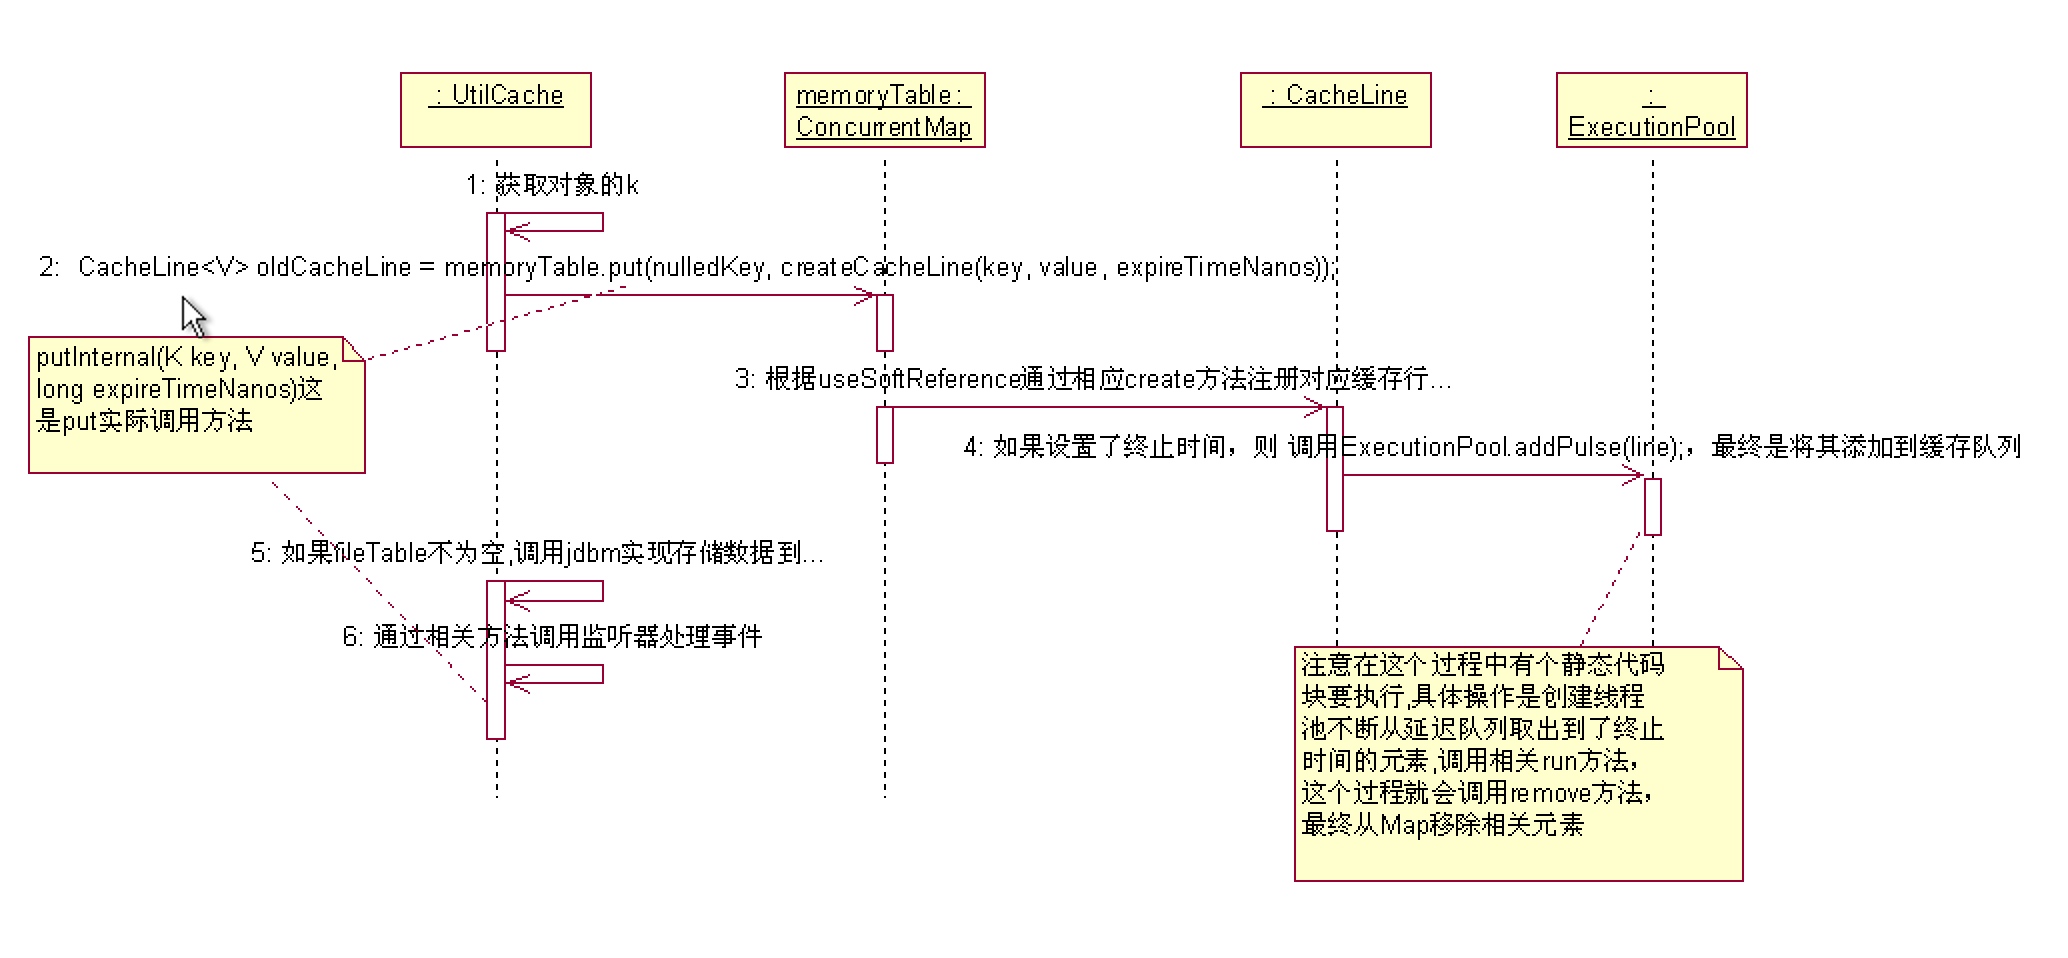 : UtilCache
memoryTable :
ConcurrentMap
: CacheLine
:
ExecutionPool
1: 获取对象的k
2: CacheLine<V> oldCacheLine = memoryTable.put(nulledKey, createCacheLine(key, value, expireTimeNanos));
putInternal(K key, V value,
long expireTimeNanos)这
是put实际调用方法
3: 根据useSoftReference通过相应create方法注册对应缓存行...
4: 如果设置了终止时间，则 调用ExecutionPool.addPulse(line);，最终是将其添加到缓存队列
5: 如果fileTable不为空,调用jdbm实现存储数据到...
6: 通过相关方法调用监听器处理事件
注意在这个过程中有个静态代码
块要执行,具体操作是创建线程
池不断从延迟队列取出到了终止
时间的元素,调用相关run方法，
这个过程就会调用remove方法，
最终从Map移除相关元素